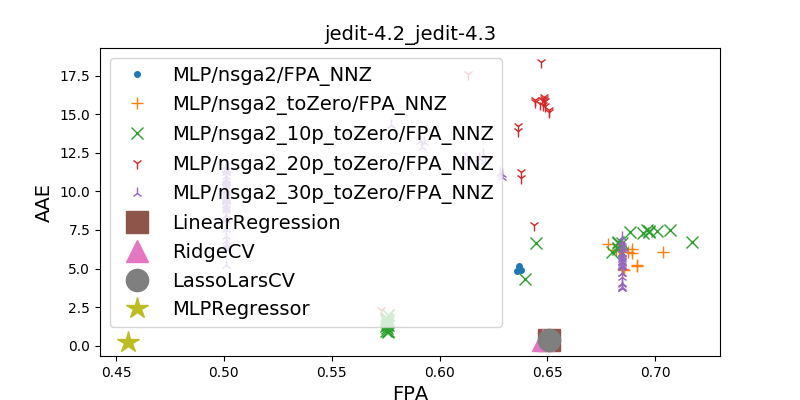 jedit-4.2_jedit-4.3
17.5
15.0
12.5
10.0
7.5
5.0
2.5
0.0
AAE
MLP/nsga2/FPA_NNZ
MLP/nsga2_toZero/FPA_NNZ
MLP/nsga2_10p_toZero/FPA_NNZ
MLP/nsga2_20p_toZero/FPA_NNZ
MLP/nsga2_30p_toZero/FPA_NNZ
LinearRegression
RidgeCV
LassoLarsCV
MLPRegressor
0.45 0.50 0.55 0.60 0.65 0.70
FPA